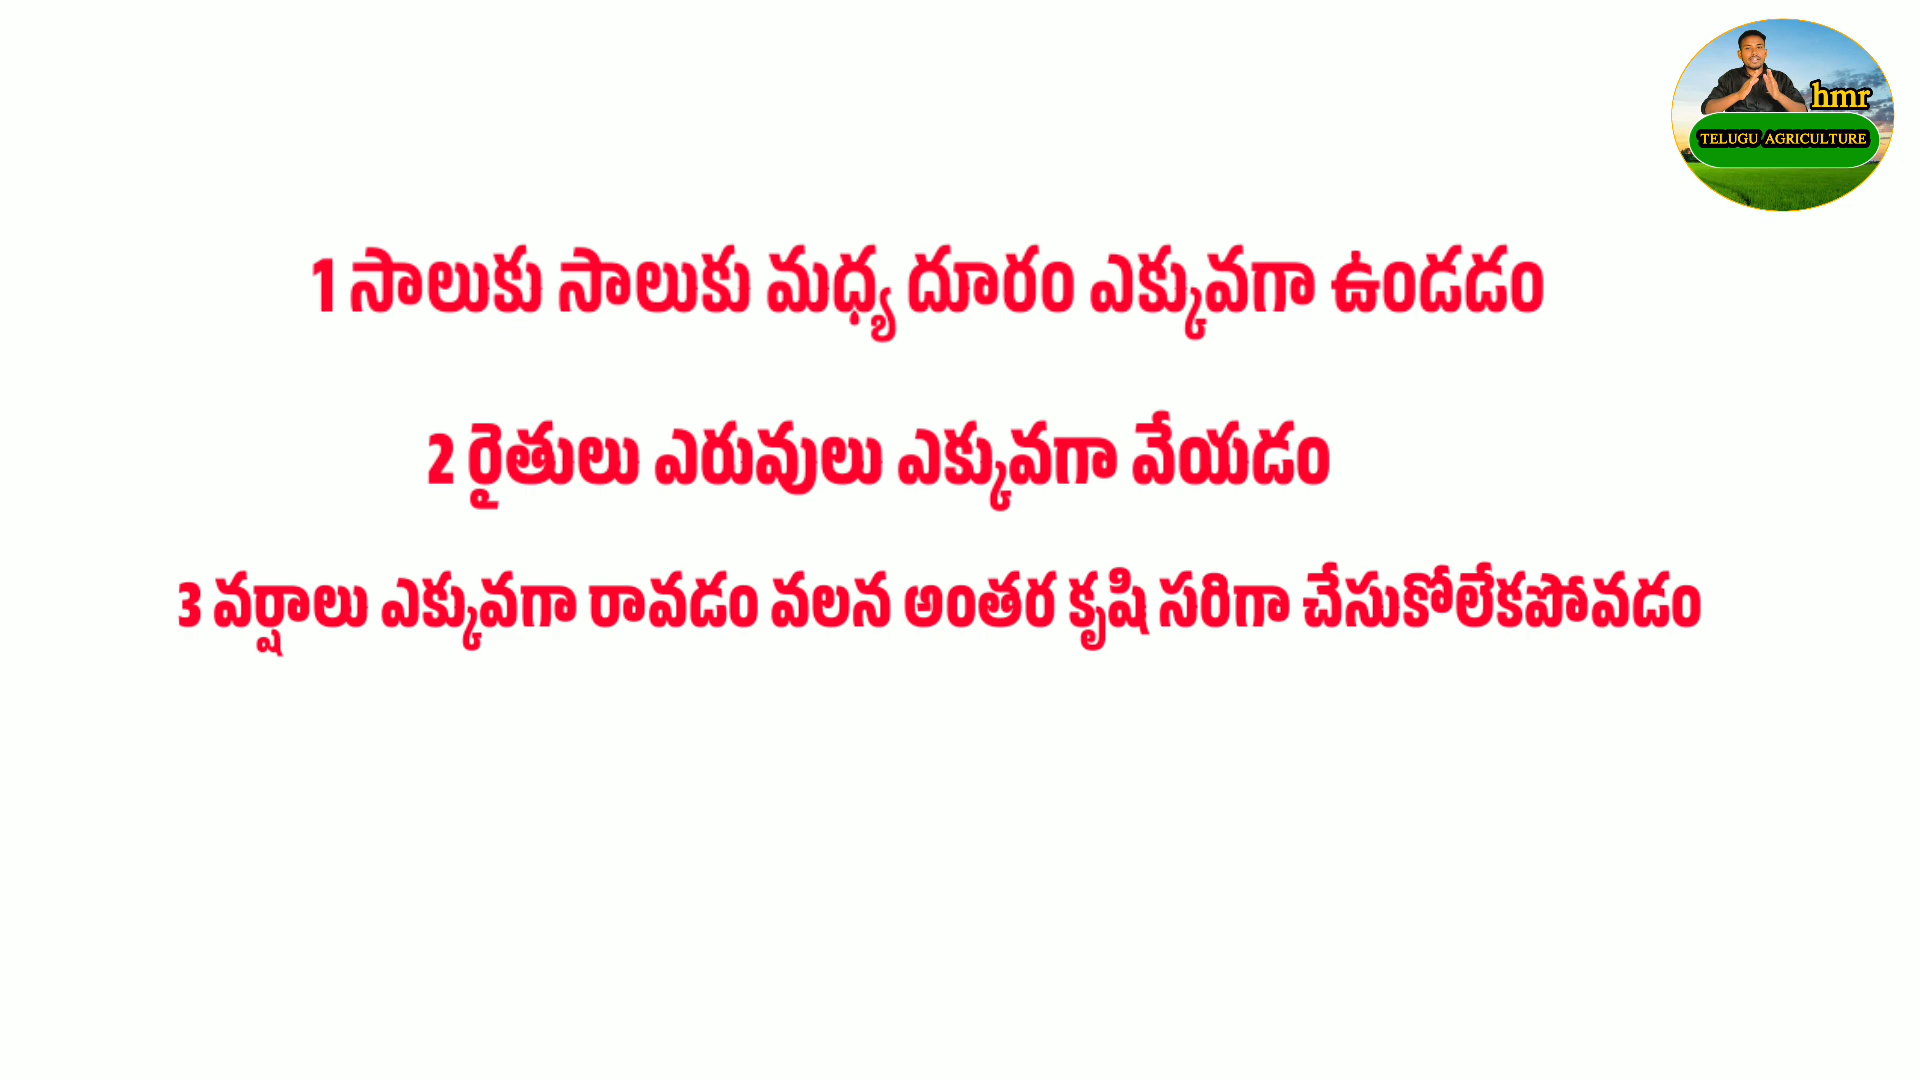 hmr
TELUGU AGRICULTURE
1 సాలుకు సాలుకు మధ్య దూరం ఎక్కువగా ఉండడం
2 రైతులు ఎరువులు ఎక్కువగా వేయడం
3 వర్షాలు ఎక్కువగా రావడం వలన అంతర కృషి సరిగా చేసుకోలేకపోవడం